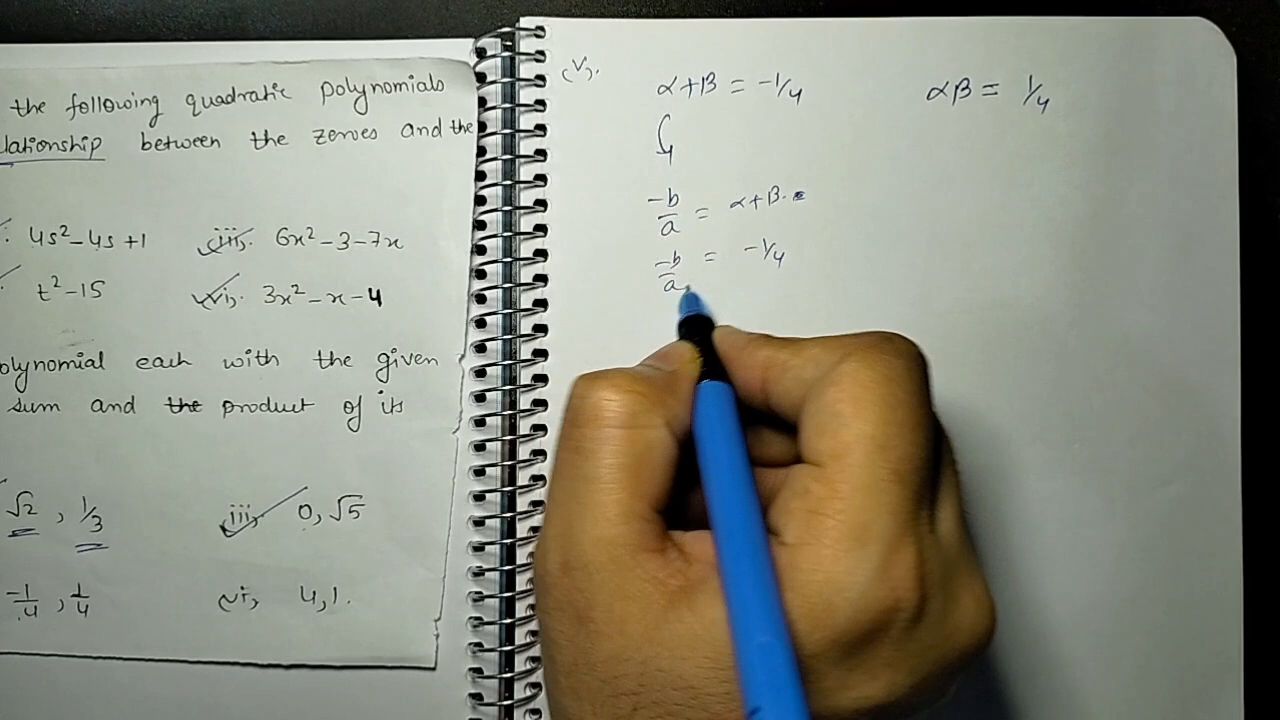 the following quadratic polynomials
lationship between the zeroes and the
4s²-4s+1 iii). 6x²-3-7x
t²-15 vi). 3x²-x-4
olynomial each with the given
sum and the product of its
√2, 1/3 iii). 0, √5
-1/4, 1/4 vi) 4,1.
(v). α+β = -1/4 αβ = 1/4
-b/a = α+β.
-b/a = -1/4